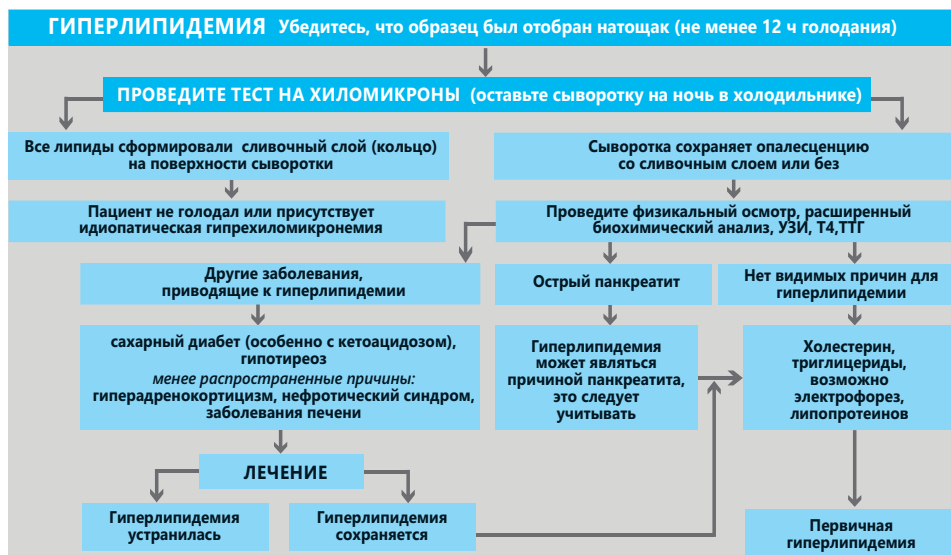 ГИПЕРЛИПИДЕМИЯ Убедитесь, что образец был отобран натощак (не менее 12 ч голодания)
ПРОВЕДИТЕ ТЕСТ НА ХИЛОМИКРОНЫ (оставьте сыворотку на ночь в холодильнике)
Все липиды сформировали сливочный слой (кольцо)
на поверхности сыворотки
Сыворотка сохраняет опалесценцию
со сливочным слоем или без
Пациент не голодал или присутствует
идиопатическая гипрехиломикронемия
Проведите физикальный осмотр, расширенный
биохимический анализ, УЗИ, Т4,ТТГ
Другие заболевания,
приводящие к гиперлипидемии
Острый панкреатит
Нет видимых причин для
гиперлипидемии
сахарный диабет (особенно с кетоацидозом),
гипотиреоз
менее распространенные причины:
гиперадренокортицизм, нефротический синдром,
заболевания печени
Гиперлипидемия
может являться
причиной панкреатита,
это следует
учитывать
Холестерин,
триглицериды,
возможно
электрофорез,
липопротеинов
ЛЕЧЕНИЕ
Гиперлипидемия
устранилась
Гиперлипидемия
сохраняется
Первичная
гиперлипидемия